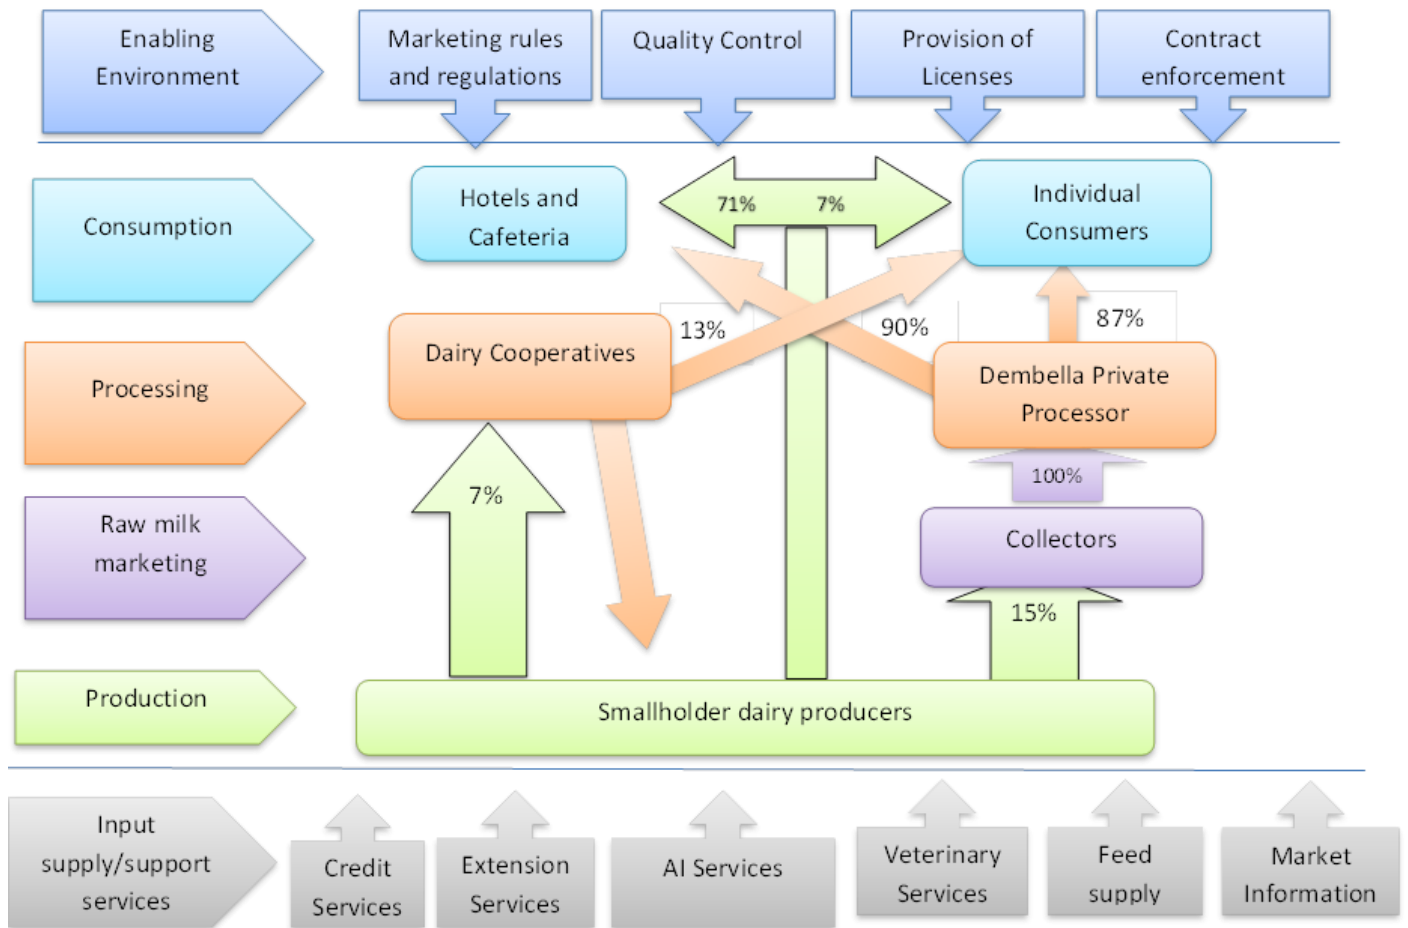 Enabling
Environment
Marketing rules
and regulations
Quality Control
Provision of
Licenses
Contract
enforcement
Consumption
Hotels and
Cafeteria
71%
7%
Individual
Consumers
13%
90%
87%
Processing
Dairy Cooperatives
Dembella Private
Processor
Raw milk
marketing
7%
100%
Collectors
15%
Production
Smallholder dairy producers
Input
supply/support
services
Credit
Services
Extension
Services
AI Services
Veterinary
Services
Feed
supply
Market
Information